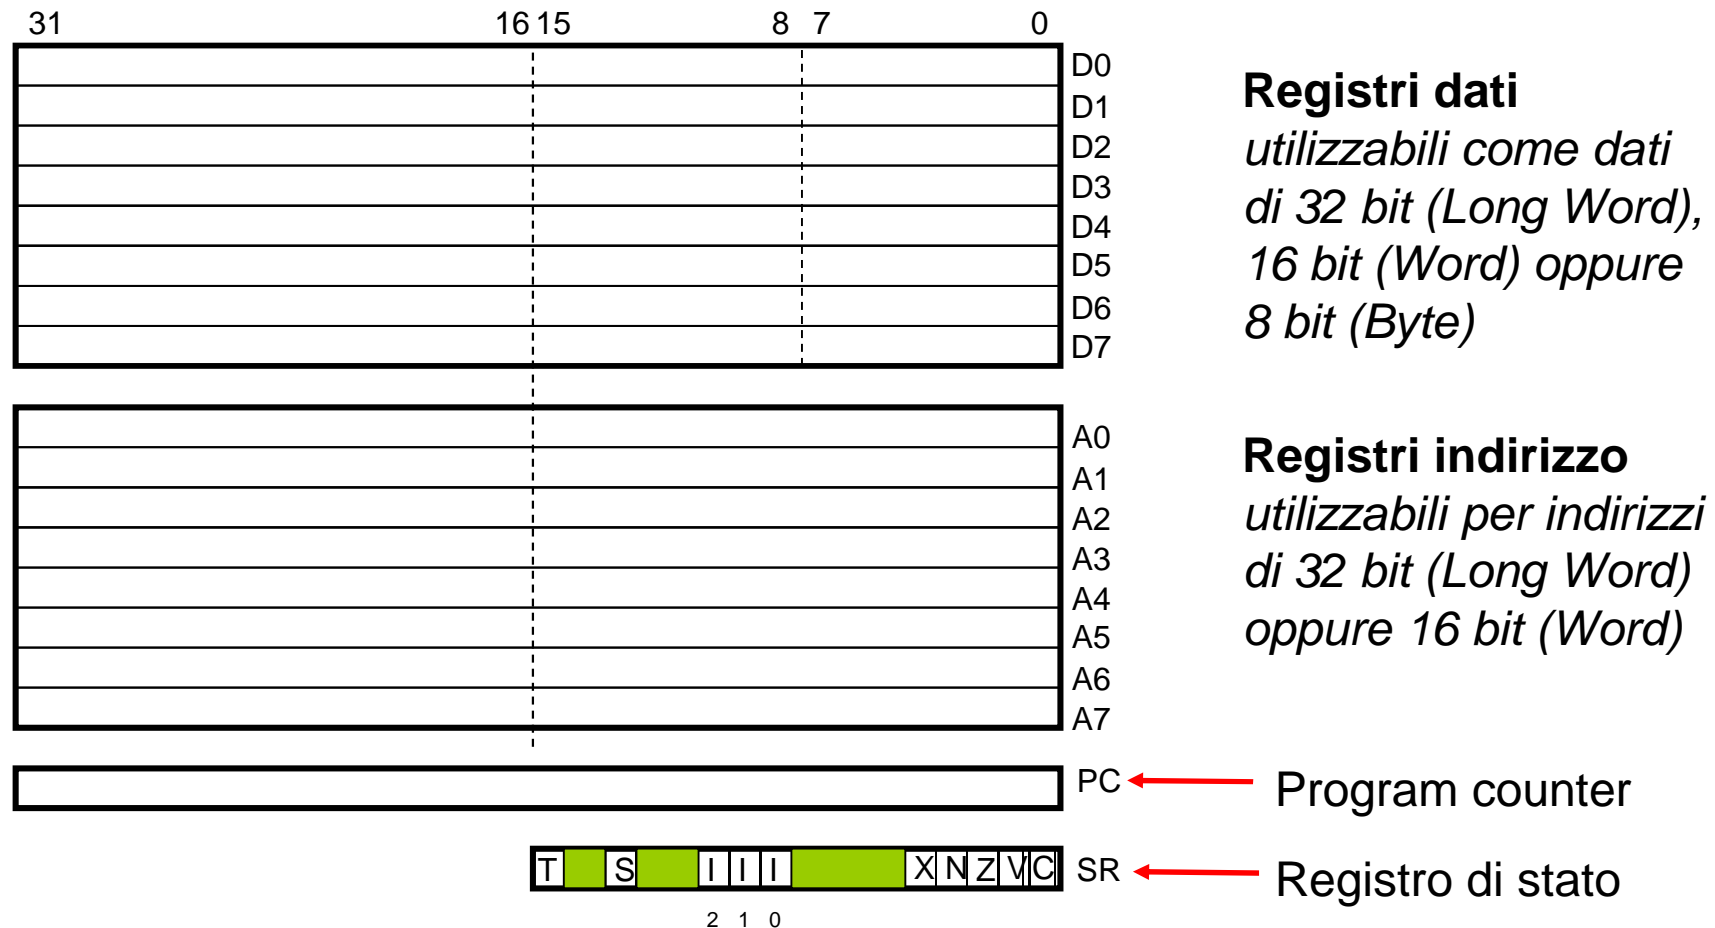 31 16 15 8 7 0
D0
D1
D2
D3
D4
D5
D6
D7
Registri dati
utilizzabili come dati
di 32 bit (Long Word),
16 bit (Word) oppure
8 bit (Byte)
A0
A1
A2
A3
A4
A5
A6
A7
Registri indirizzo
utilizzabili per indirizzi
di 32 bit (Long Word)
oppure 16 bit (Word)
PC
Program counter
T S I I I X N Z V C SR
Registro di stato
2 1 0